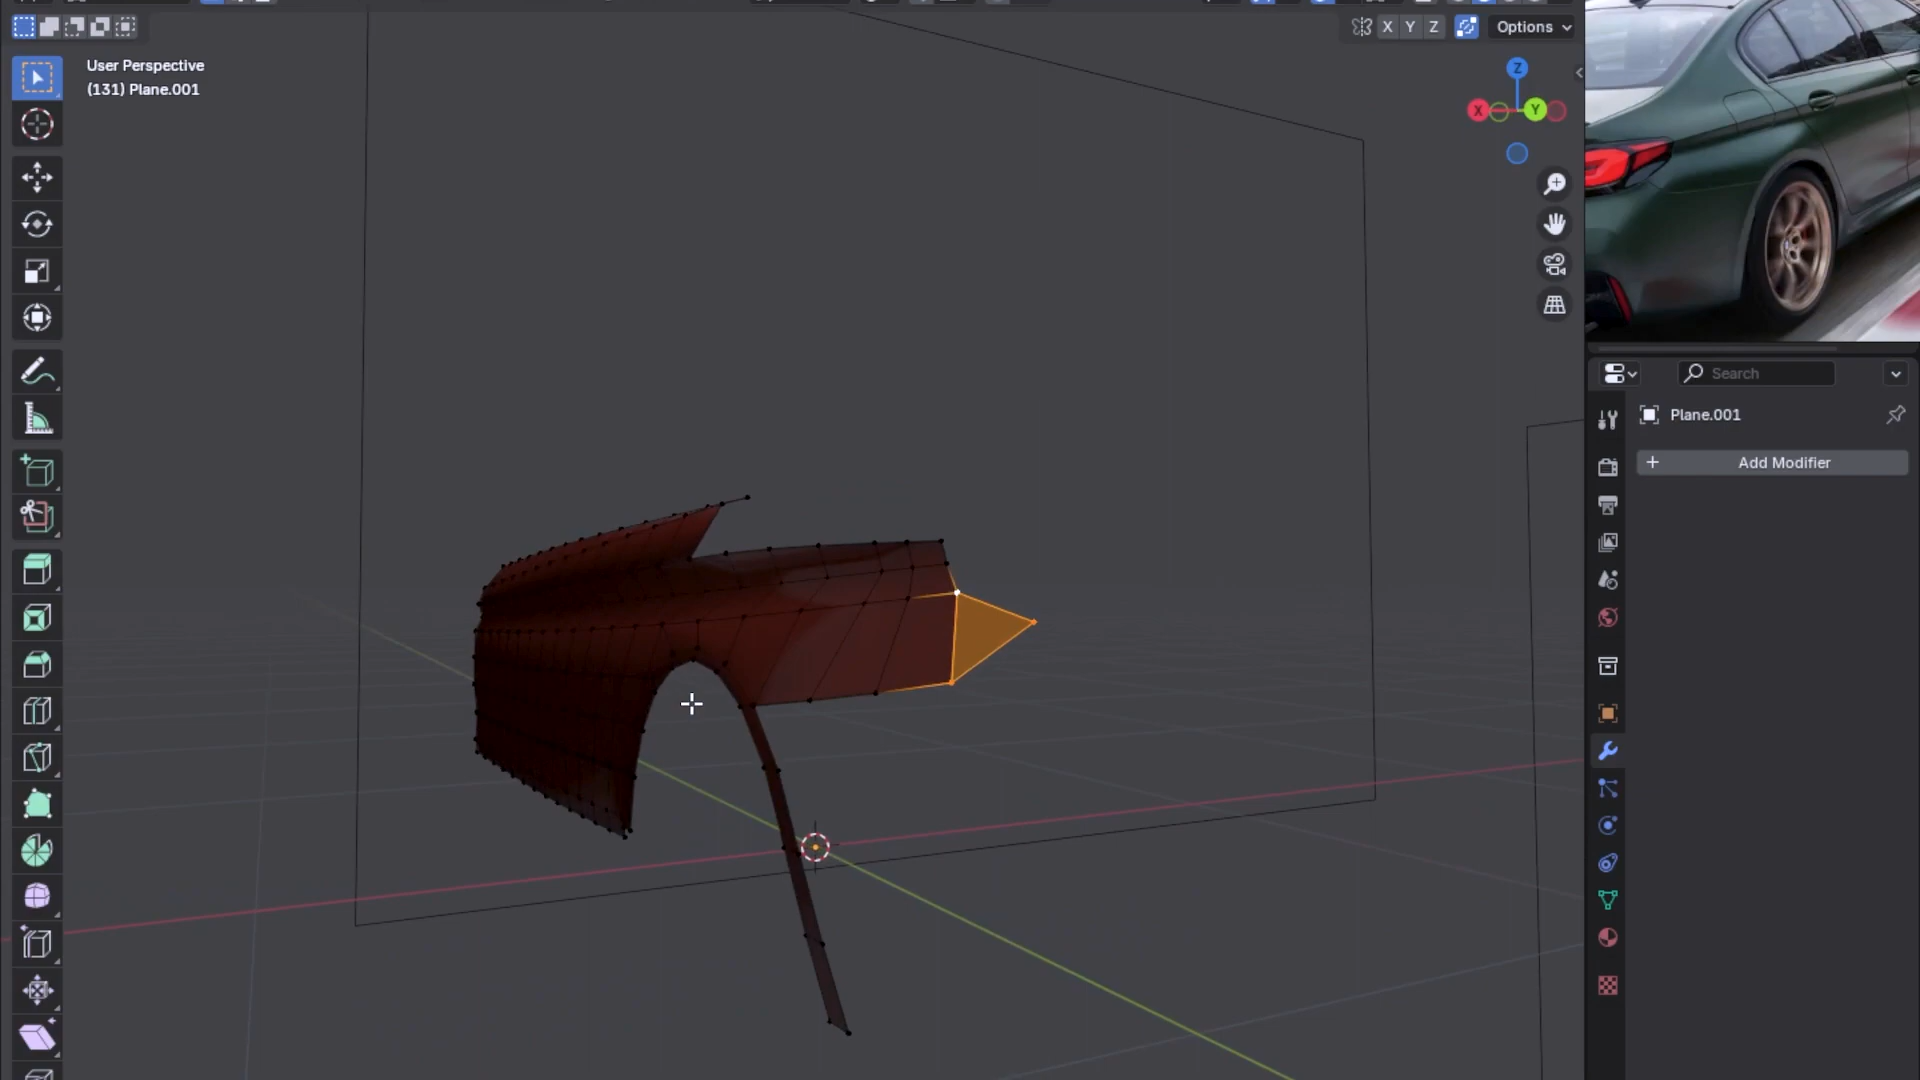 X Y Z
Options
User Perspective
(131) Plane.001
Z
X
Y
Search
Plane.001
Add Modifier